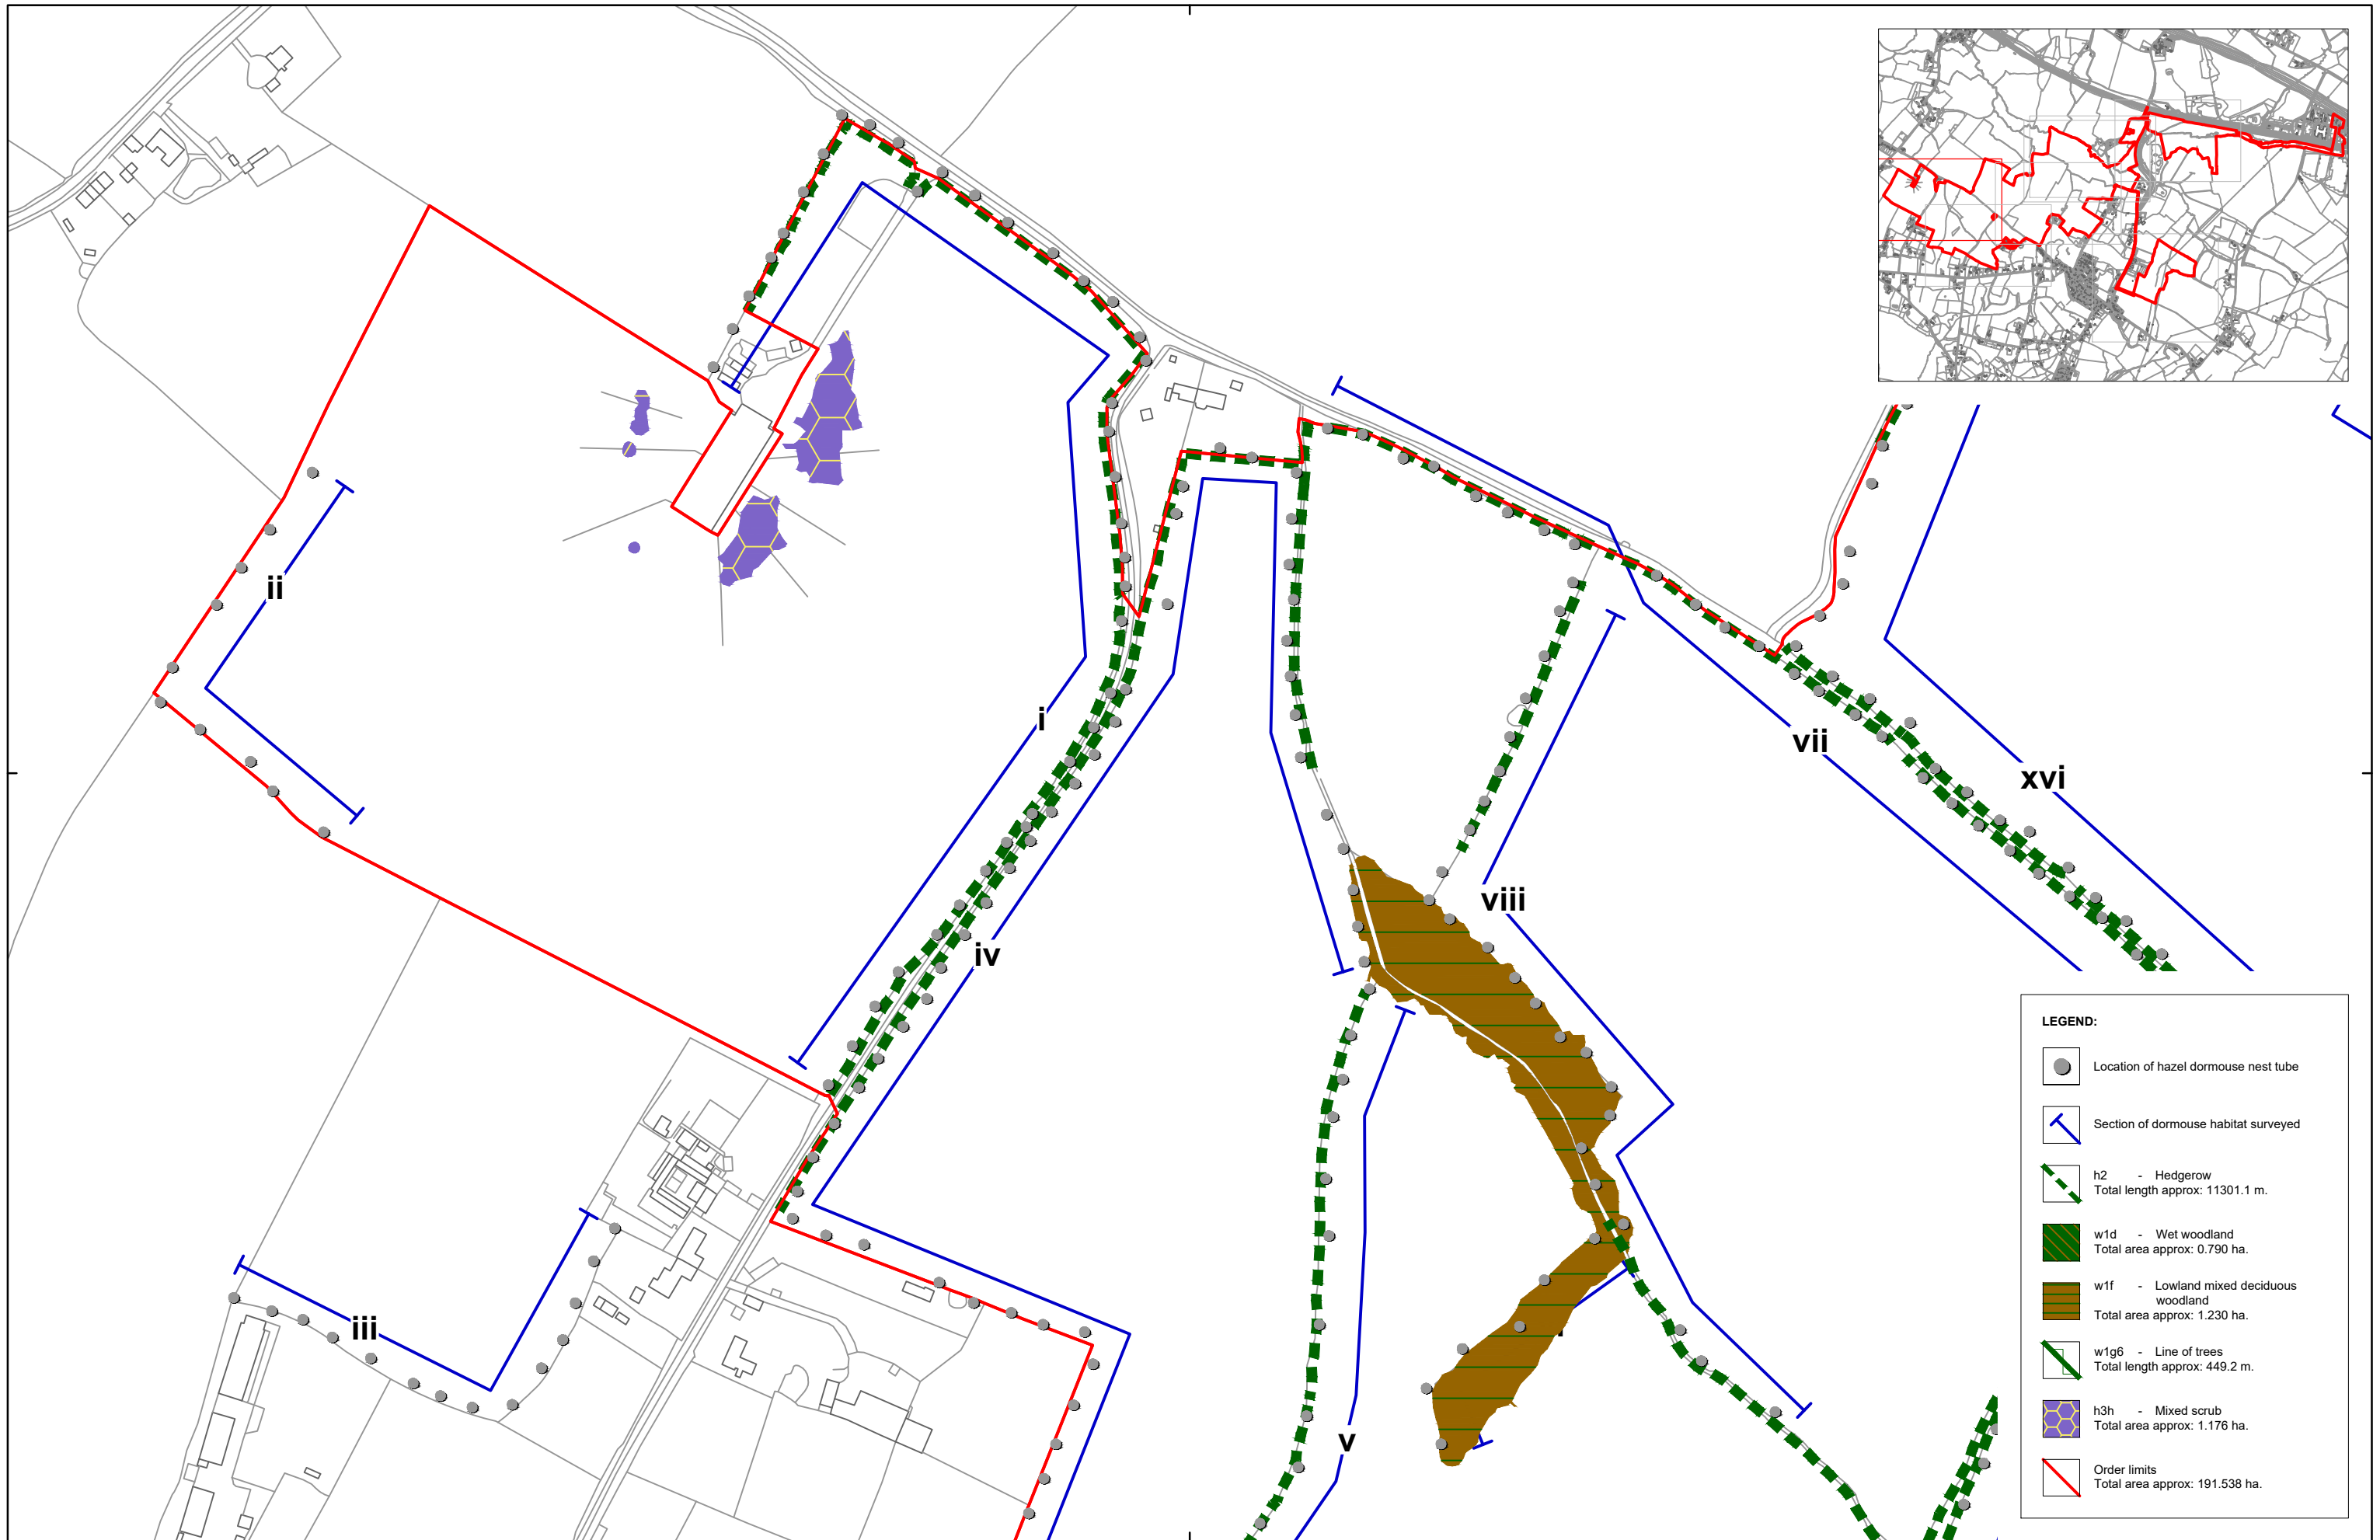 ii
i
iv
iii
v
viii
vii
xvi
LEGEND:
Location of hazel dormouse nest tube
Section of dormouse habitat surveyed
h2 - Hedgerow
Total length approx: 11301.1 m.
w1d - Wet woodland
Total area approx: 0.790 ha.
w1f - Lowland mixed deciduous
woodland
Total area approx: 1.230 ha.
w1g6 - Line of trees
Total length approx: 449.2 m.
h3h - Mixed scrub
Total area approx: 1.176 ha.
Order limits
Total area approx: 191.538 ha.